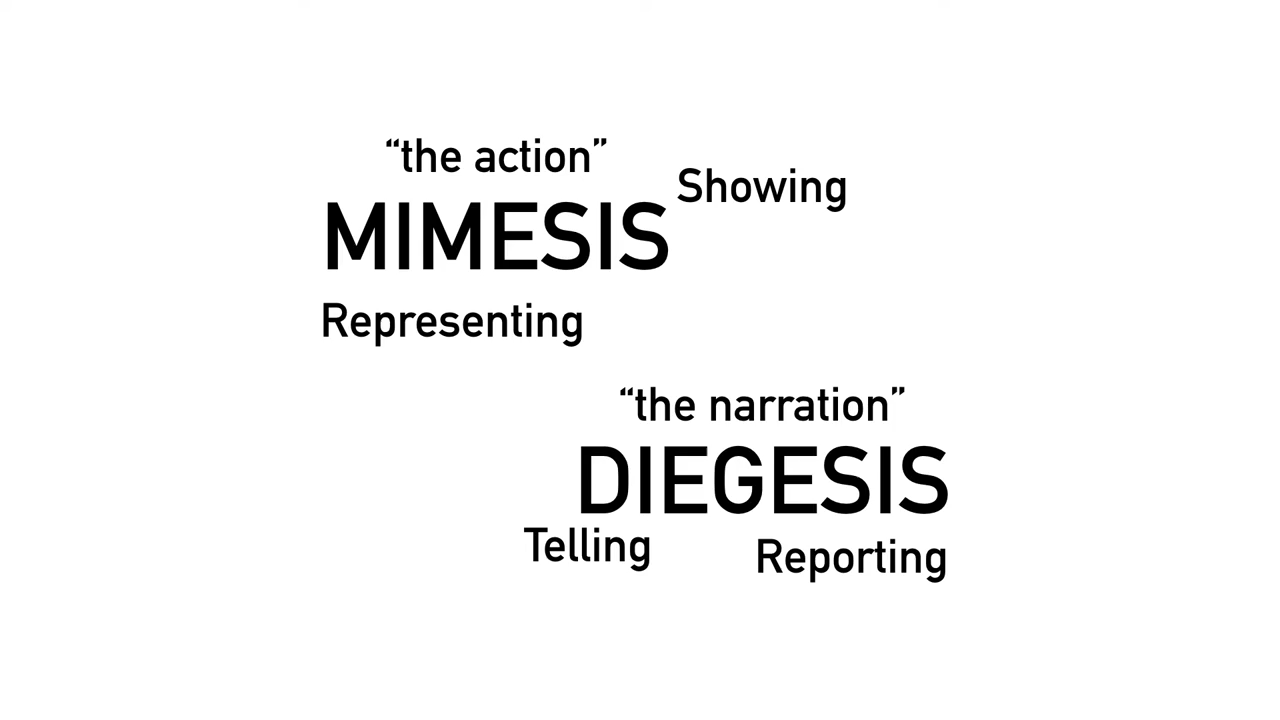 “the action”
Showing
MIMESIS
Representing
“the narration”
DIEGESIS
Telling
Reporting